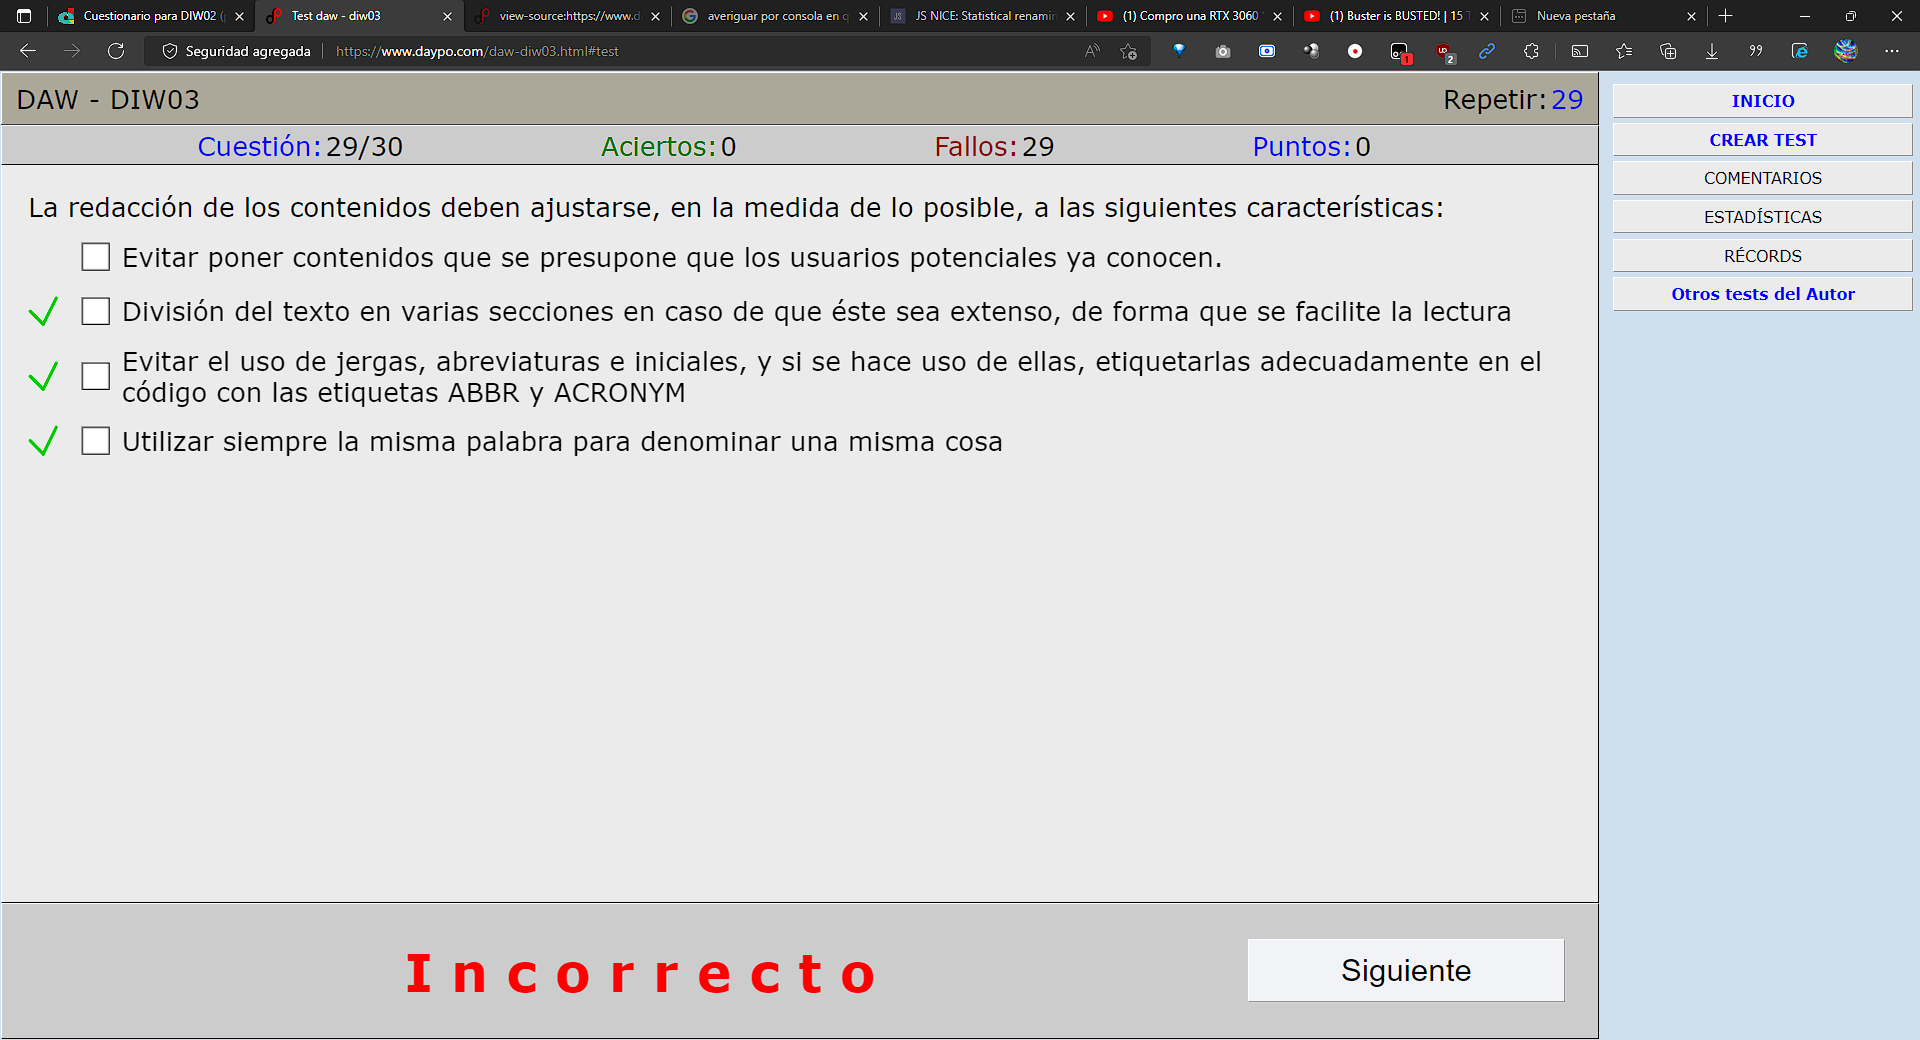 Cuestionario para DIW02
Test daw - diw03
view-source:https://www.d
averiguar por consola en q
JS NICE: Statistical renamin
(1) Compro una RTX 3060
(1) Buster is BUSTED! | 15
Nueva pestaña
Seguridad agregada
https://www.daypo.com/daw-diw03.html#test
1
2
DAW - DIW03
Repetir: 29
Cuestión: 29/30
Aciertos: 0
Fallos: 29
Puntos: 0
INICIO
CREAR TEST
COMENTARIOS
ESTADÍSTICAS
RÉCORDS
Otros tests del Autor
La redacción de los contenidos deben ajustarse, en la medida de lo posible, a las siguientes características:
Evitar poner contenidos que se presupone que los usuarios potenciales ya conocen.
División del texto en varias secciones en caso de que éste sea extenso, de forma que se facilite la lectura
Evitar el uso de jergas, abreviaturas e iniciales, y si se hace uso de ellas, etiquetarlas adecuadamente en el
código con las etiquetas ABBR y ACRONYM
Utilizar siempre la misma palabra para denominar una misma cosa
Incorrecto
Siguiente